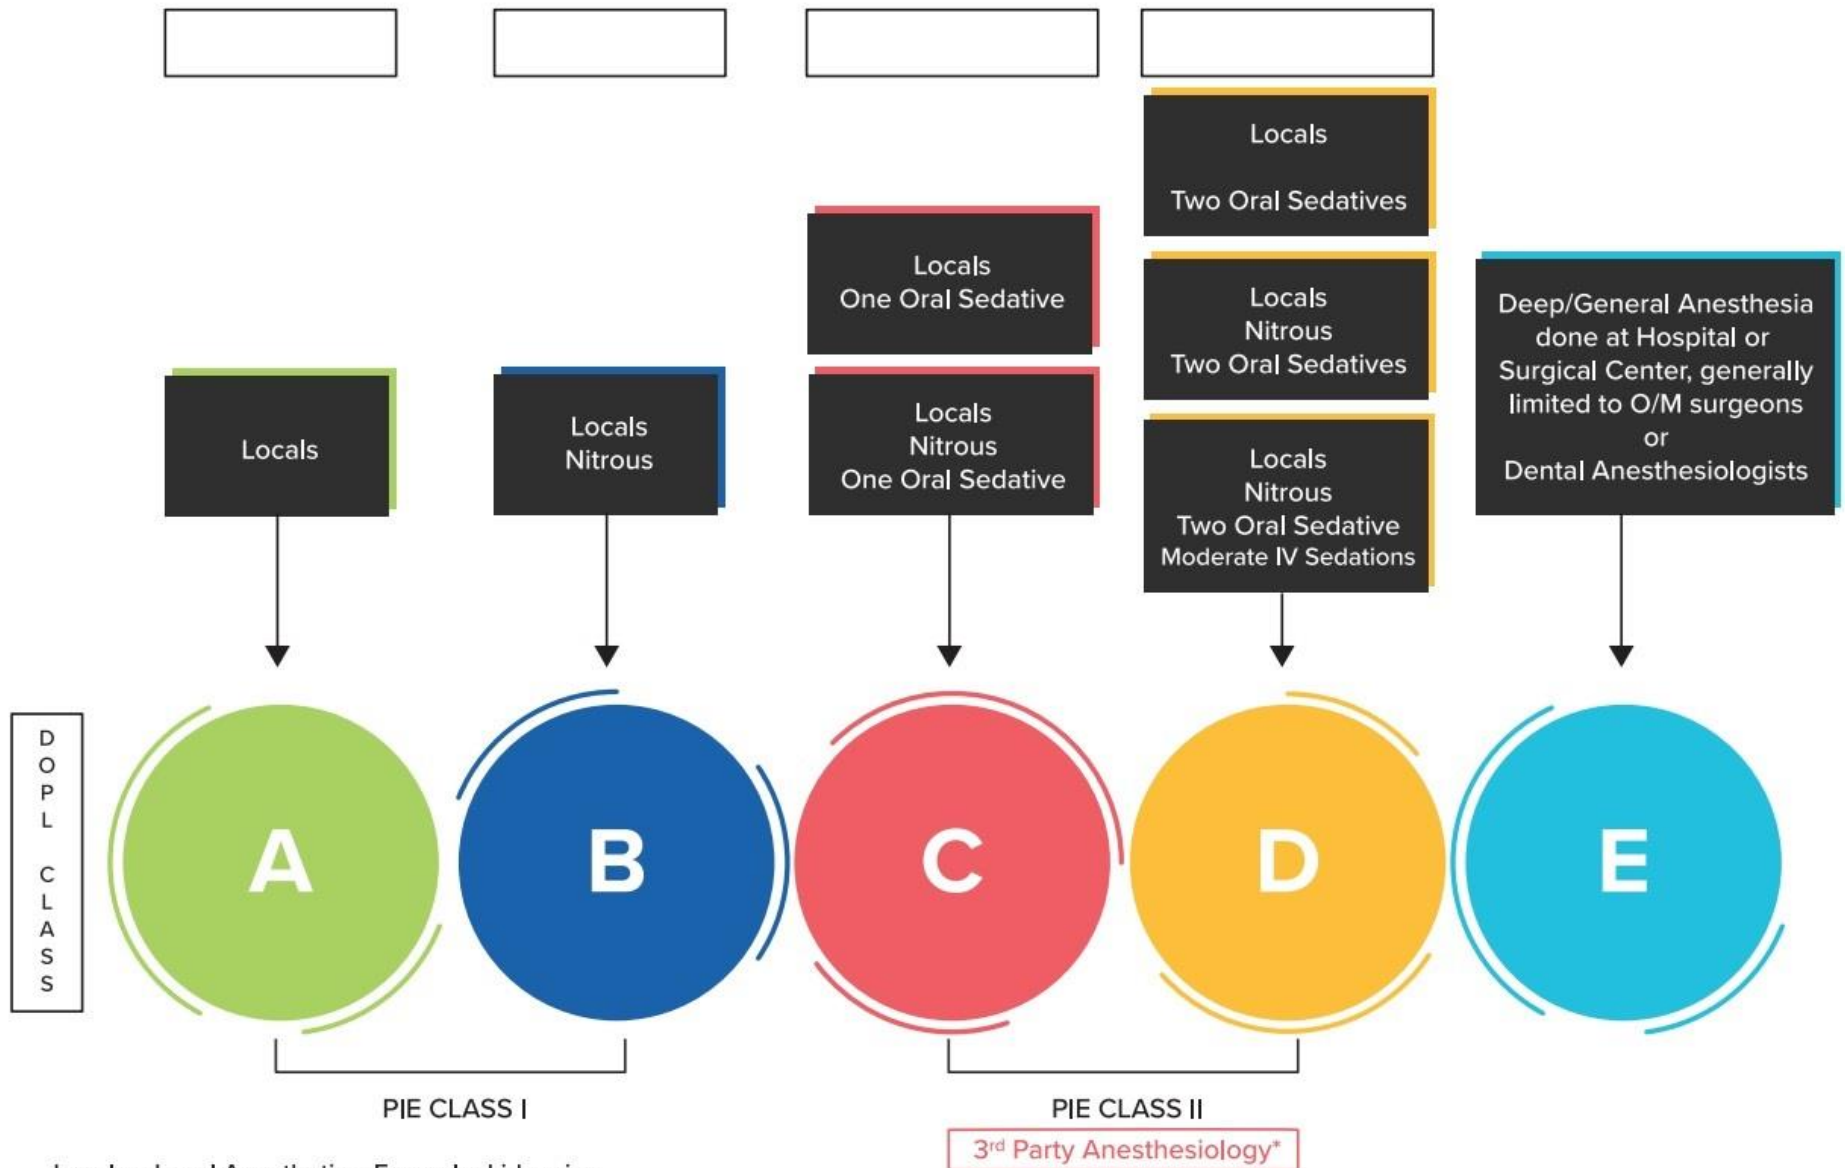 Locals
Locals
Nitrous
Locals
One Oral Sedative
Locals
Nitrous
One Oral Sedative
Locals
Two Oral Sedatives
Locals
Nitrous
Two Oral Sedatives
Locals
Nitrous
Two Oral Sedative
Moderate IV Sedations
Deep/General Anesthesia
done at Hospital or
Surgical Center, generally
limited to O/M surgeons
or
Dental Anesthesiologists
DOPL CLASS
A
B
C
D
E
PIE CLASS I
PIE CLASS II
3rd Party Anesthesiology*